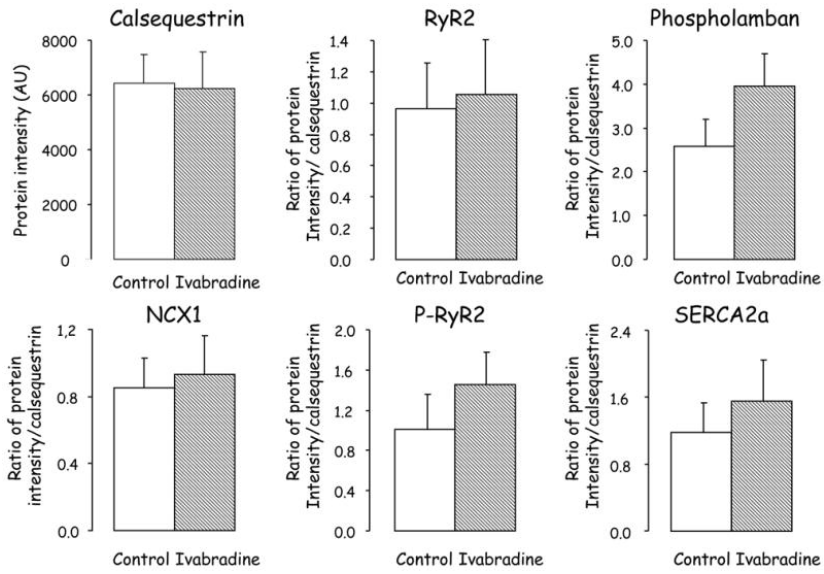 Calsequestrin
Protein intensity (AU)
8000
6000
4000
2000
0
Control Ivabradine
RyR2
Ratio of protein
Intensity/ calsequestrin
1.4
1.2
1.0
0.8
0.6
0.4
0.2
0.0
Control Ivabradine
Phospholamban
Ratio of protein
Intensity/calsequestrin
5.0
4.0
3.0
2.0
1.0
0.0
Control Ivabradine
NCX1
Ratio of protein
intensity/calsequestrin
1,2
0.8
0.4
0.0
Control Ivabradine
P-RyR2
Ratio of protein
Intensity/calsequestrin
2.0
1.6
1.2
0.8
0.4
0.0
Control Ivabradine
SERCA2a
Ratio of protein
Intensity/calsequestrin
2.4
1.6
0.8
0.0
Control Ivabradine